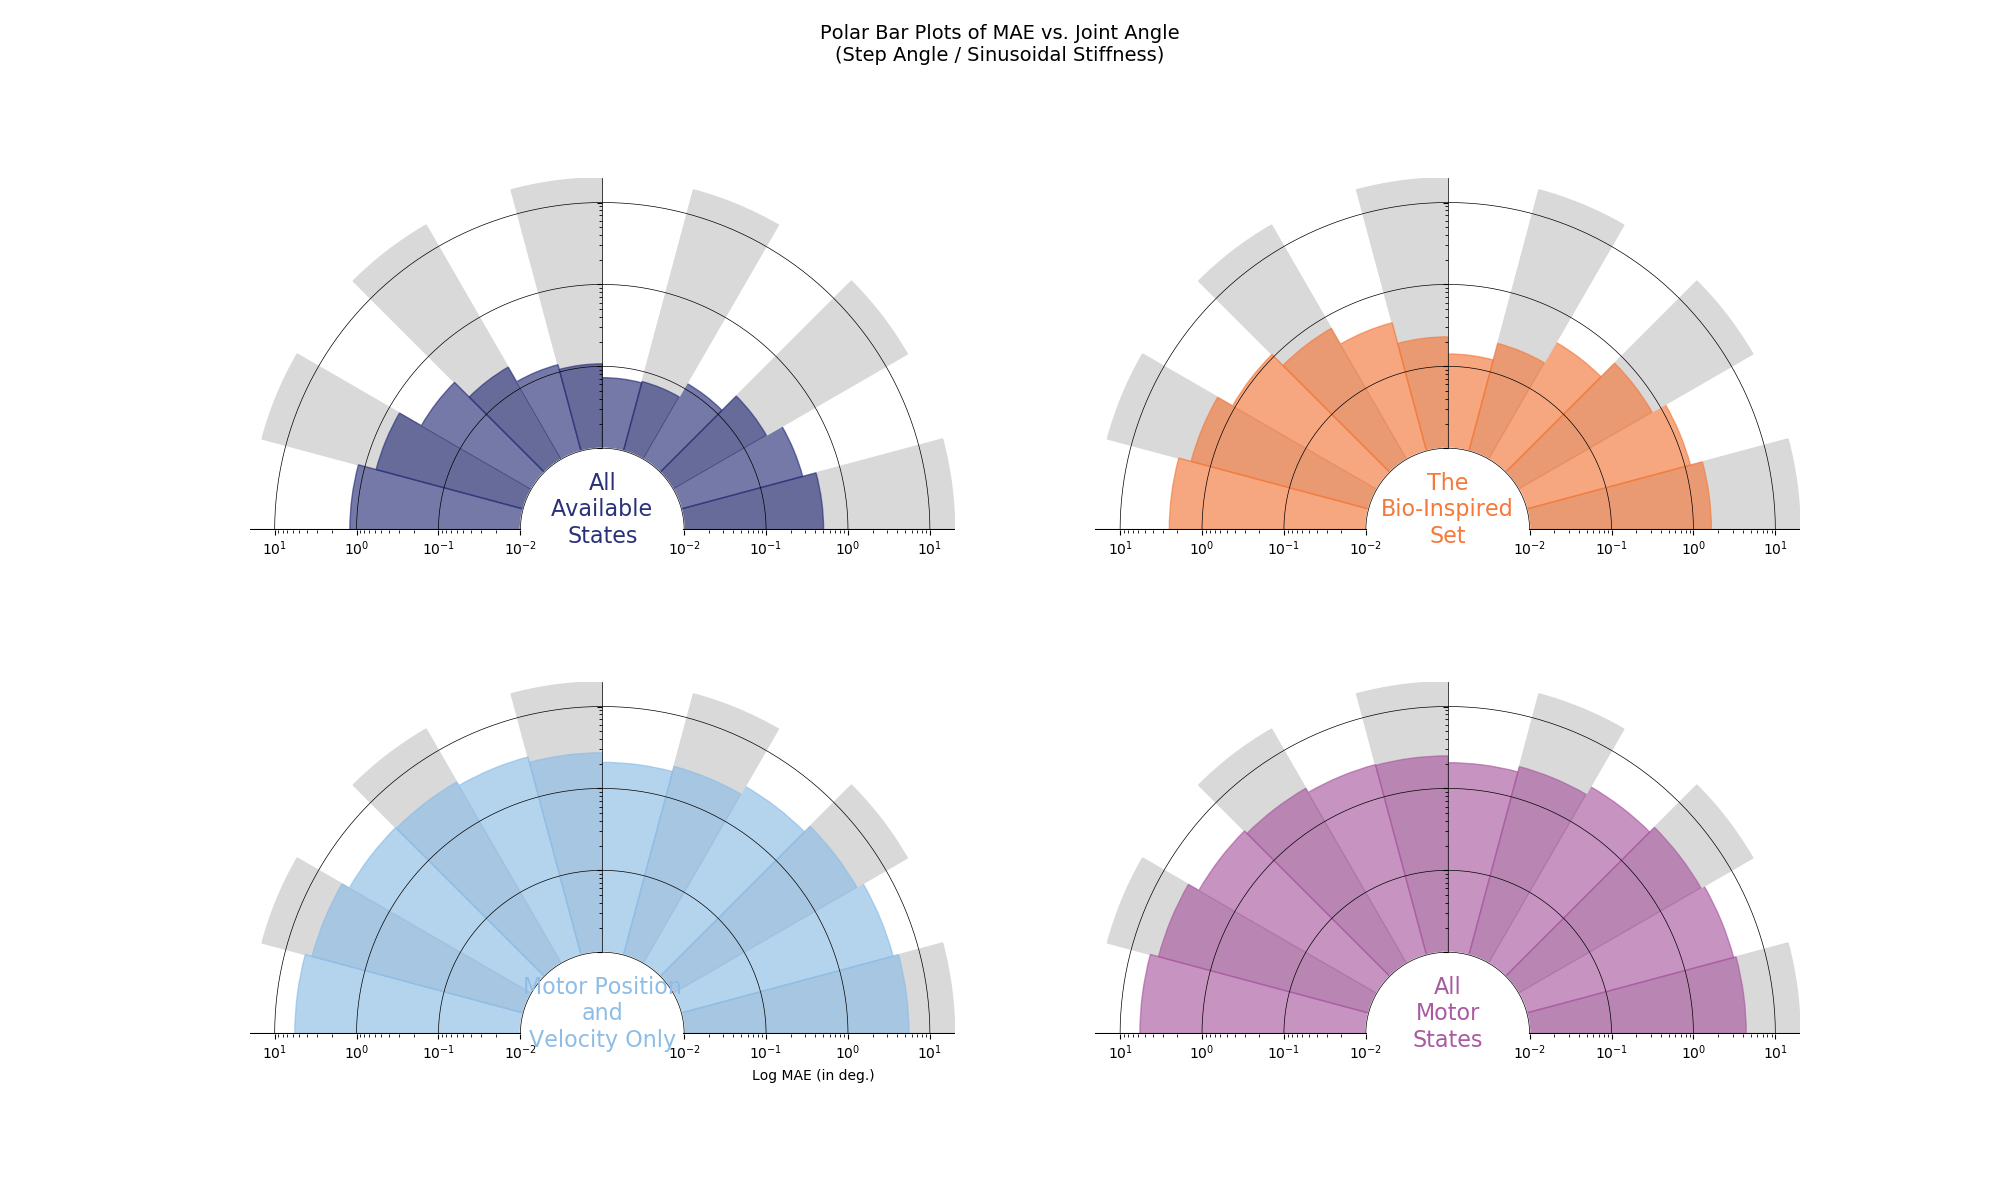 Polar Bar Plots of MAE vs. Joint Angle
(Step Angle / Sinusoidal Stiffness)
All
Available
States
10¹ 10⁰ 10⁻¹ 10⁻² 10⁻² 10⁻¹ 10⁰ 10¹
The
Bio-Inspired
Set
10¹ 10⁰ 10⁻¹ 10⁻² 10⁻² 10⁻¹ 10⁰ 10¹
Motor Position
and
Velocity Only
10¹ 10⁰ 10⁻¹ 10⁻² 10⁻² 10⁻¹ 10⁰ 10¹
Log MAE (in deg.)
All
Motor
States
10¹ 10⁰ 10⁻¹ 10⁻² 10⁻² 10⁻¹ 10⁰ 10¹